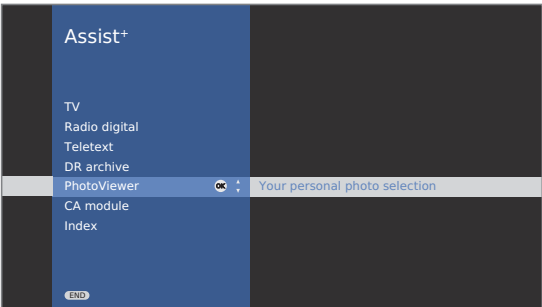 Assist+
TV
Radio digital
Teletext
DR archive
PhotoViewer OK Your personal photo selection
CA module
Index
END